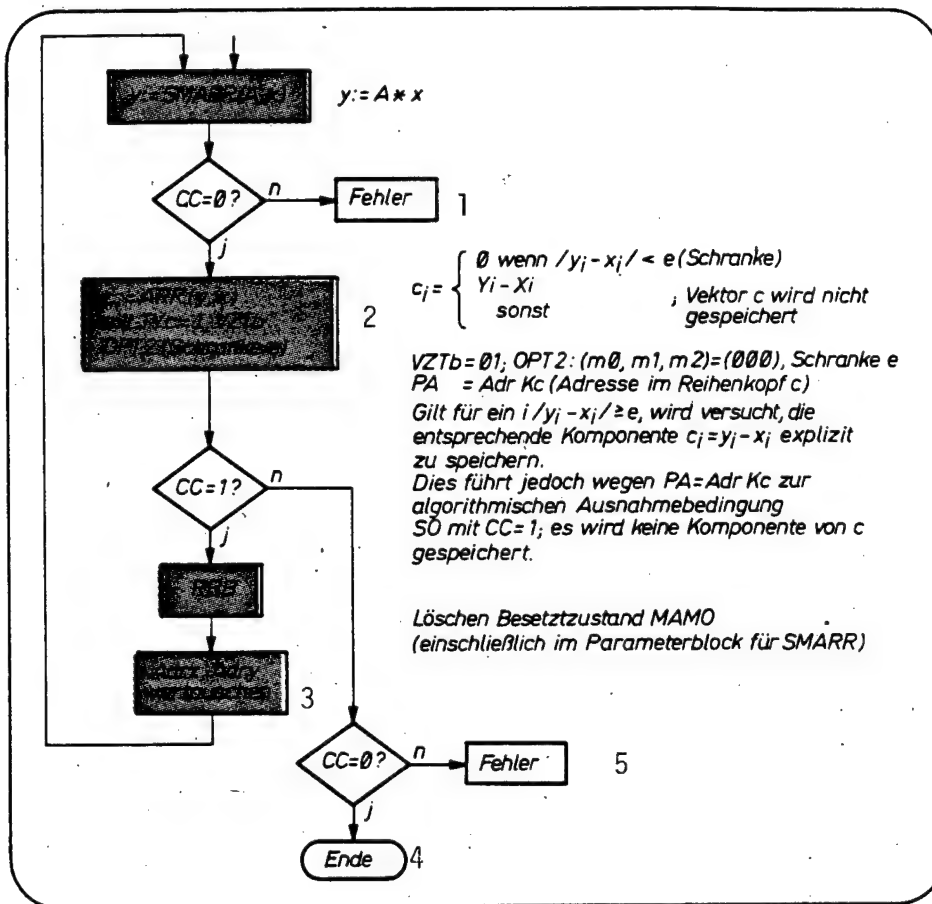 y:= A * x
CC=0?
n
Fehler
1
j
c_i =
0 wenn /y_i - x_i/ < e (Schranke)
Y_i - X_i
sonst
; Vektor c wird nicht
gespeichert
2
VZTb=01; OPT2: (m0, m1, m2)=(000), Schranke e
PA = Adr Kc (Adresse im Reihenkopf c)
Gilt für ein i /y_i - x_i/ ≥ e, wird versucht, die
entsprechende Komponente c_i = y_i - x_i explizit
zu speichern.
Dies führt jedoch wegen PA=Adr Kc zur
algorithmischen Ausnahmebedingung
SO mit CC=1; es wird keine Komponente von c
gespeichert.
CC=1?
n
j
RRB
Löschen Besetztzustand MAMO
(einschließlich im Parameterblock für SMARR)
vertauschen
3
CC=0?
n
Fehler
5
j
Ende
4